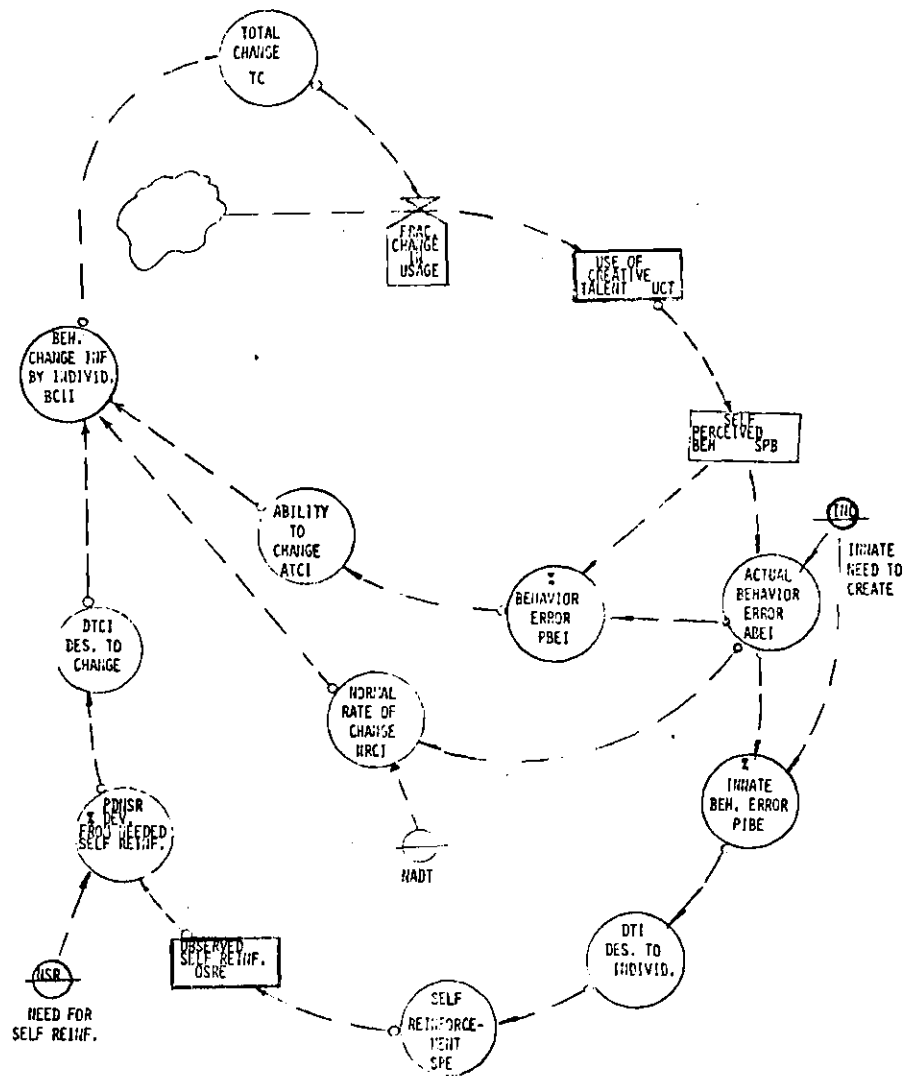 TOTAL
CHANGE
TC
FRAC.
CHANGE
IN
USAGE
USE OF
CREATIVE
TALENT UCT
BEH.
CHANGE INF
BY INDIVID.
BCII
SELF
PERCEIVED
BEH SPB
INC
INNATE
NEED TO
CREATE
ABILITY
TO
CHANGE
ATCI
%
BEHAVIOR
ERROR
PBEI
ACTUAL
BEHAVIOR
ERROR
ABEI
DTCI
DES. TO
CHANGE
NORMAL
RATE OF
CHANGE
NRCI
%
INNATE
BEH. ERROR
PIBE
PDNSR
% DEV.
FROM NEEDED
SELF REINF.
NADT
DTI
DES. TO
INDIVID.
OBSERVED
SELF REINF.
OSRE
NSR
NEED FOR
SELF REINF.
SELF
REINFORCE-
MENT
SPE